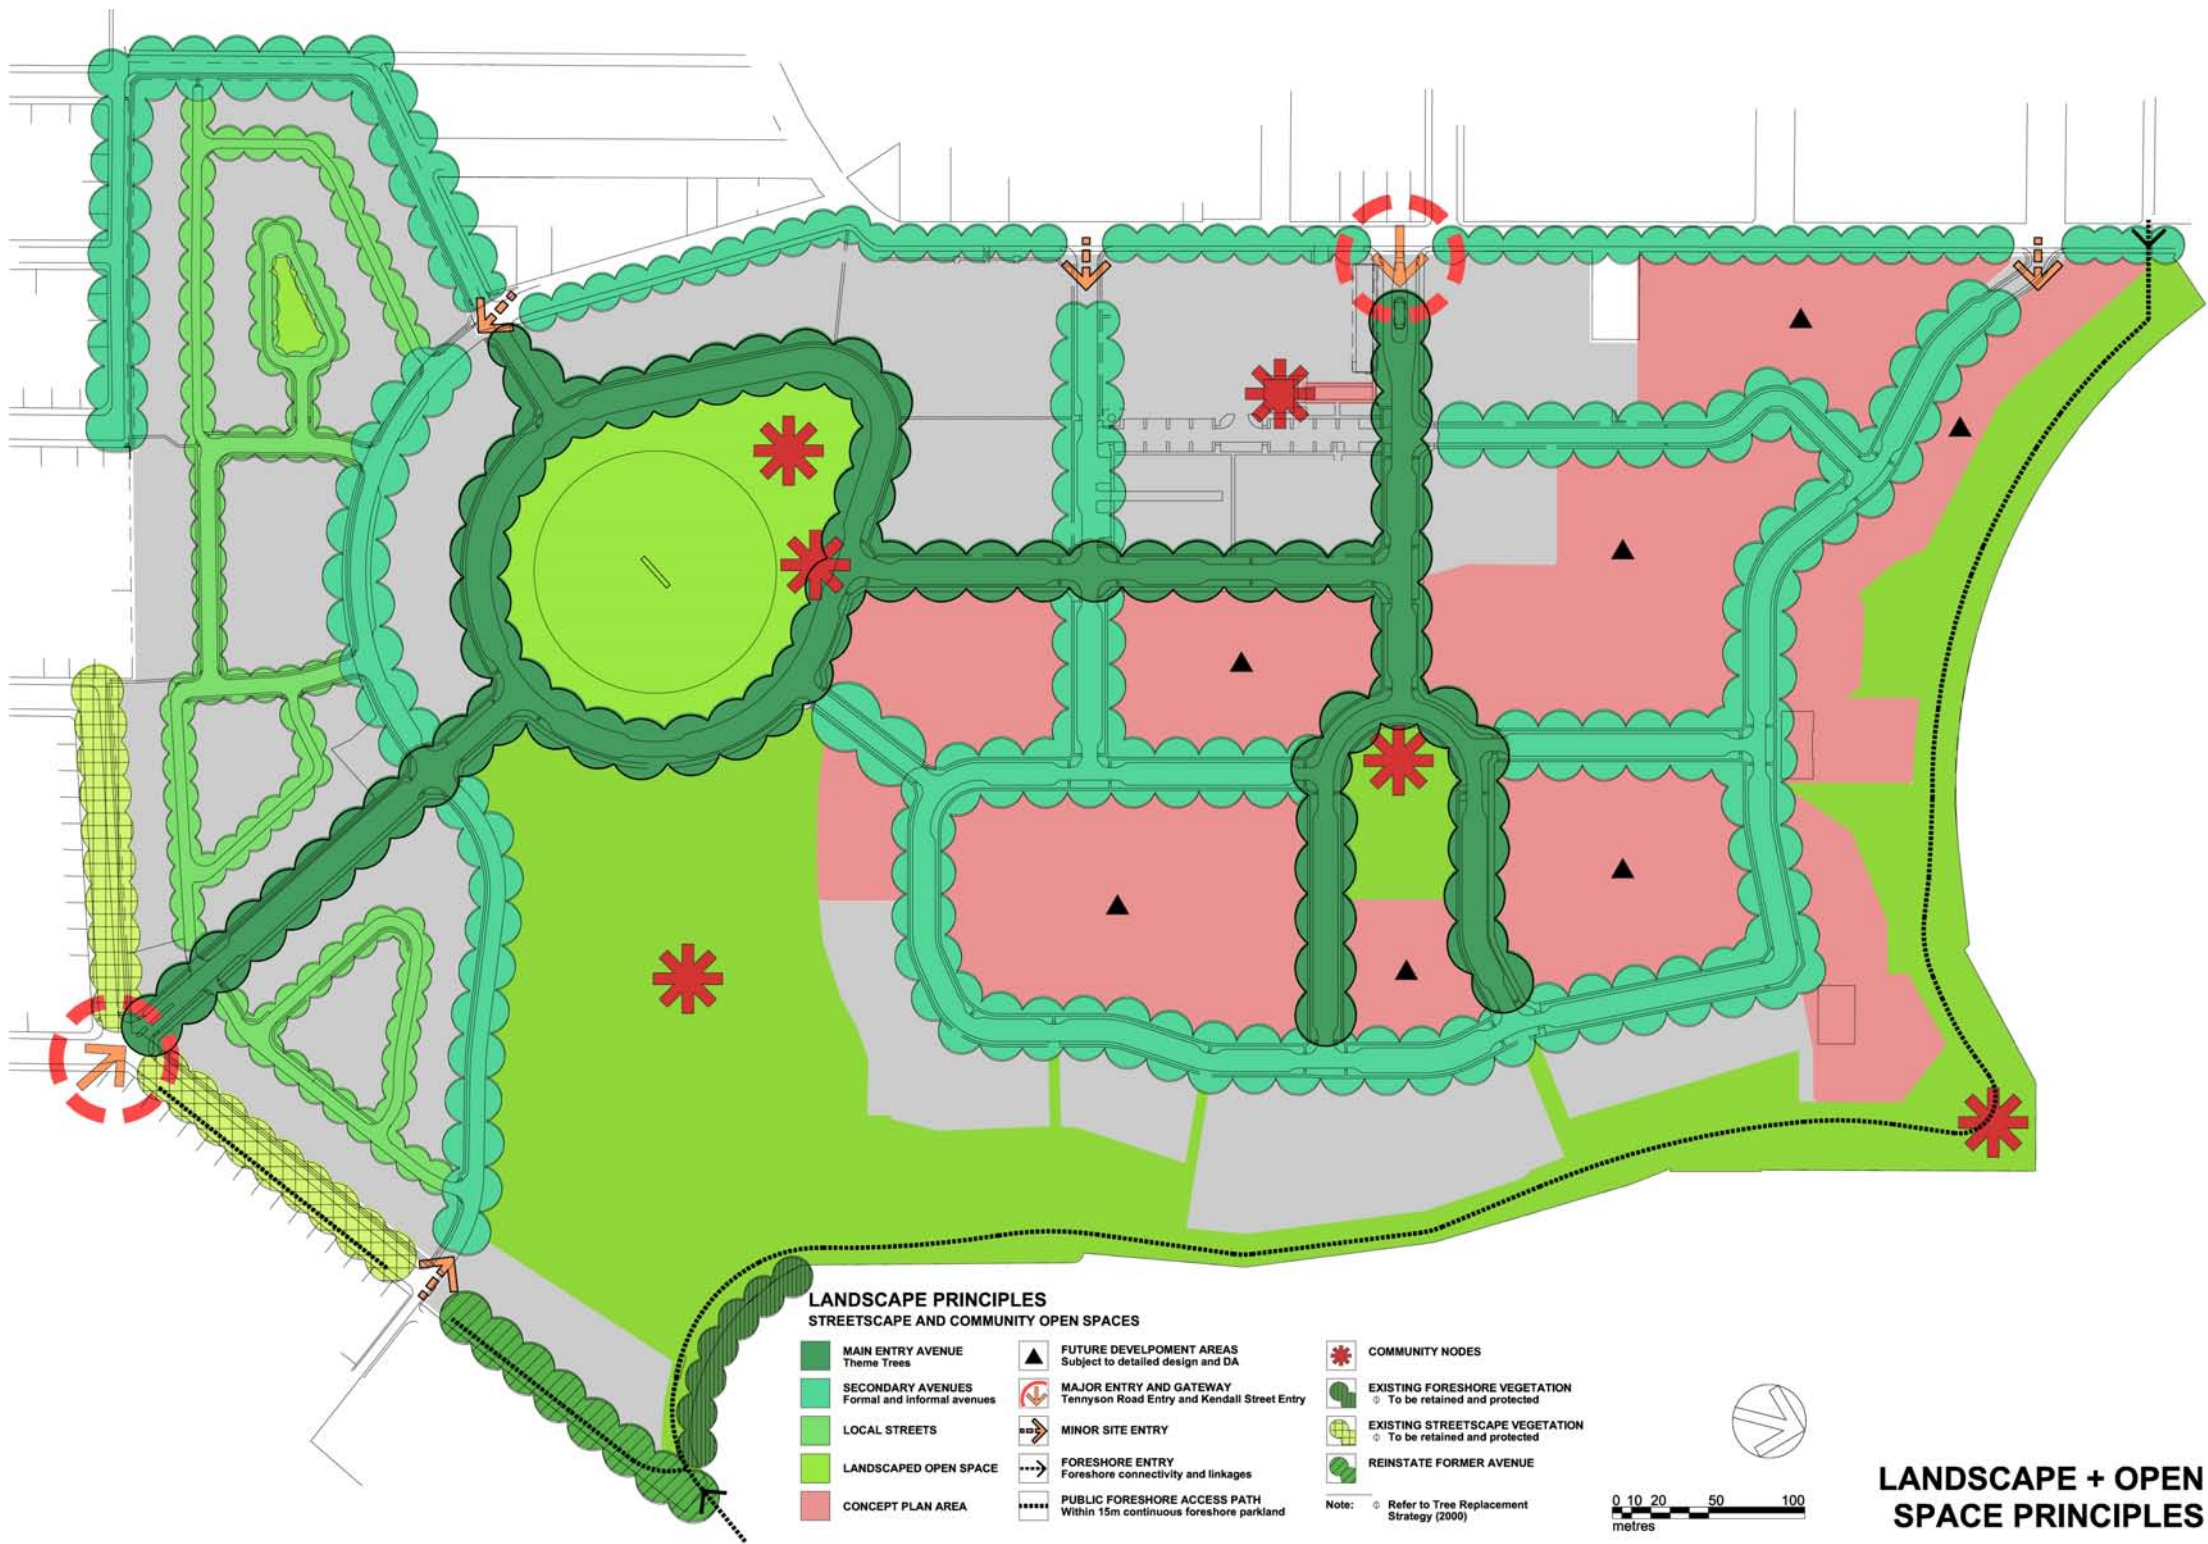 LANDSCAPE PRINCIPLES
STREETSCAPE AND COMMUNITY OPEN SPACES
MAIN ENTRY AVENUE
Theme Trees
SECONDARY AVENUES
Formal and informal avenues
LOCAL STREETS
LANDSCAPED OPEN SPACE
CONCEPT PLAN AREA
FUTURE DEVELPOMENT AREAS
Subject to detailed design and DA
MAJOR ENTRY AND GATEWAY
Tennyson Road Entry and Kendall Street Entry
MINOR SITE ENTRY
FORESHORE ENTRY
Foreshore connectivity and linkages
PUBLIC FORESHORE ACCESS PATH
Within 15m continuous foreshore parkland
COMMUNITY NODES
EXISTING FORESHORE VEGETATION
Φ To be retained and protected
EXISTING STREETSCAPE VEGETATION
Φ To be retained and protected
REINSTATE FORMER AVENUE
Note: Φ Refer to Tree Replacement
Strategy (2000)
0 10 20 50 100
metres
LANDSCAPE + OPEN
SPACE PRINCIPLES